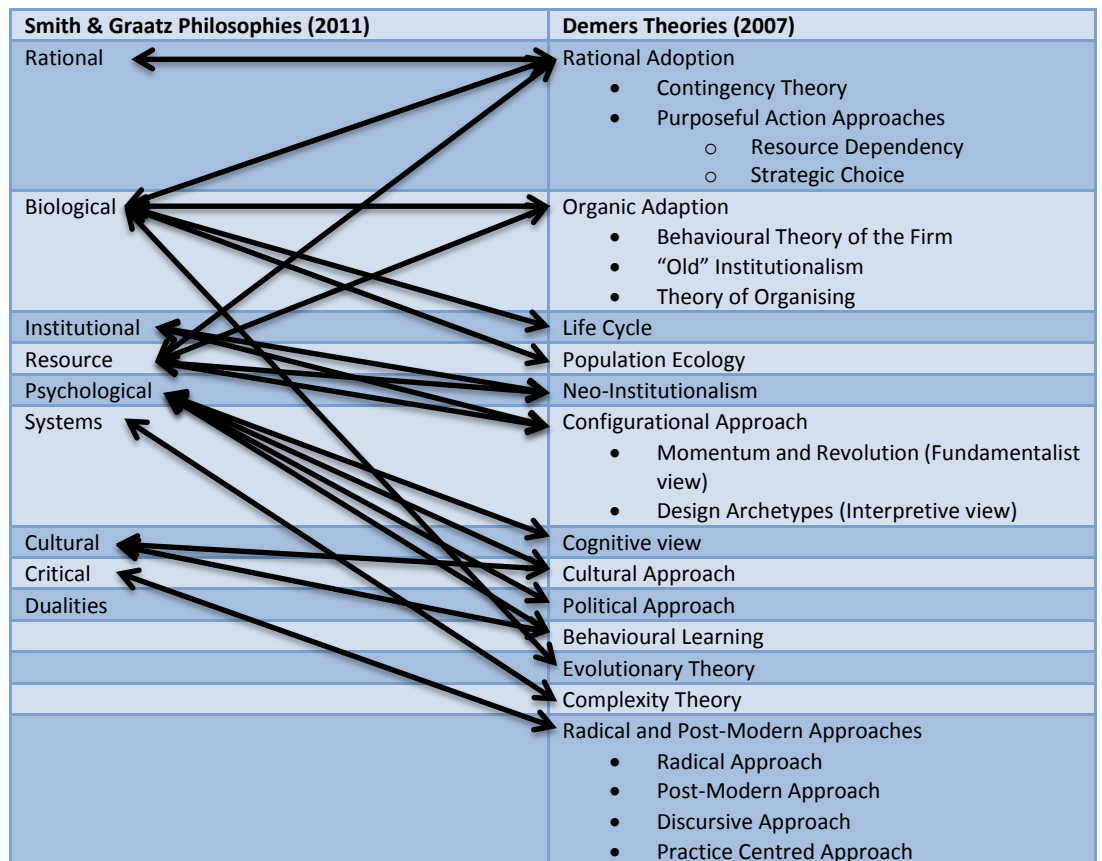 Smith & Graatz Philosophies (2011) Demers Theories (2007)
Rational Rational Adoption
• Contingency Theory
• Purposeful Action Approaches
o Resource Dependency
o Strategic Choice
Biological Organic Adaption
• Behavioural Theory of the Firm
• “Old” Institutionalism
• Theory of Organising
Institutional Life Cycle
Resource Population Ecology
Psychological Neo-Institutionalism
Systems Configurational Approach
• Momentum and Revolution (Fundamentalist
view)
• Design Archetypes (Interpretive view)
Cultural Cognitive view
Critical Cultural Approach
Dualities Political Approach
Behavioural Learning
Evolutionary Theory
Complexity Theory
Radical and Post-Modern Approaches
• Radical Approach
• Post-Modern Approach
• Discursive Approach
• Practice Centred Approach